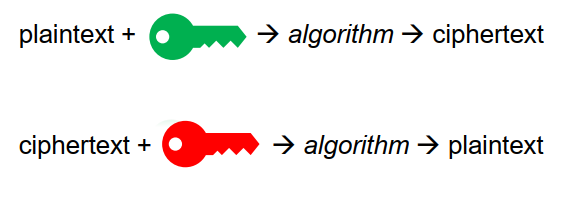 plaintext + → algorithm → ciphertext
ciphertext + → algorithm → plaintext